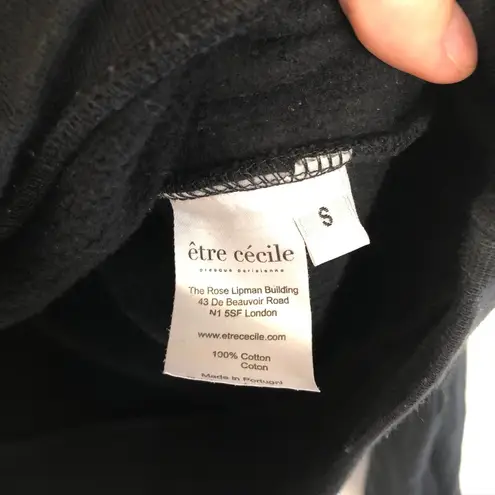 être cécile
presque parisienne
The Rose Lipman Building
43 De Beauvoir Road
N1 5SF London
www.etrececile.com
100% Cotton
Coton
Made in Portugal
S